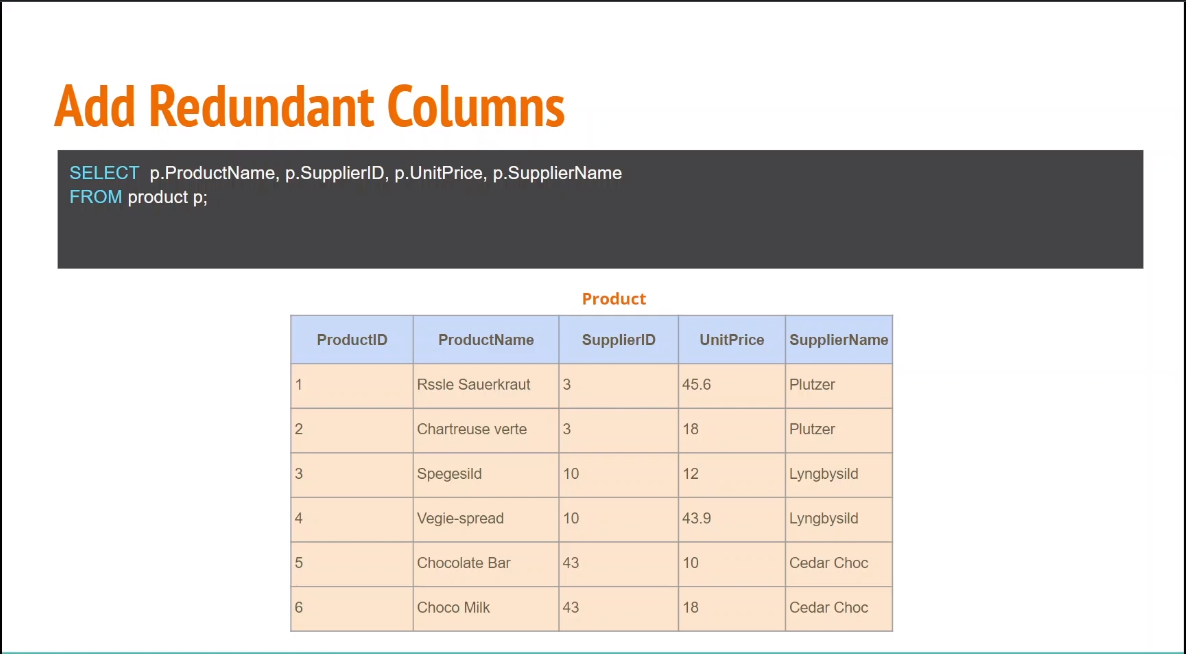 Add Redundant Columns
SELECT p.ProductName, p.SupplierID, p.UnitPrice, p.SupplierName
FROM product p;
Product
ProductID ProductName SupplierID UnitPrice SupplierName
1 Rssle Sauerkraut 3 45.6 Plutzer
2 Chartreuse verte 3 18 Plutzer
3 Spegesild 10 12 Lyngbysild
4 Vegie-spread 10 43.9 Lyngbysild
5 Chocolate Bar 43 10 Cedar Choc
6 Choco Milk 43 18 Cedar Choc